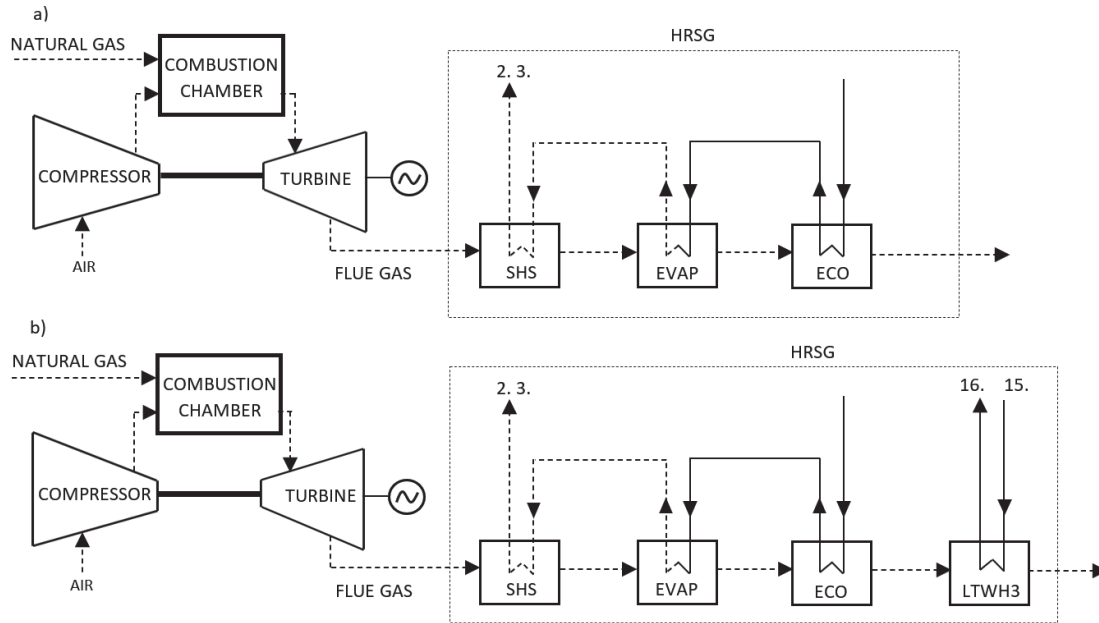 a)
HRSG
NATURAL GAS
COMBUSTION
CHAMBER
2. 3.
COMPRESSOR
TURBINE
AIR
FLUE GAS
SHS
EVAP
ECO
b)
HRSG
NATURAL GAS
COMBUSTION
CHAMBER
2. 3.
16. 15.
COMPRESSOR
TURBINE
AIR
FLUE GAS
SHS
EVAP
ECO
LTWH3